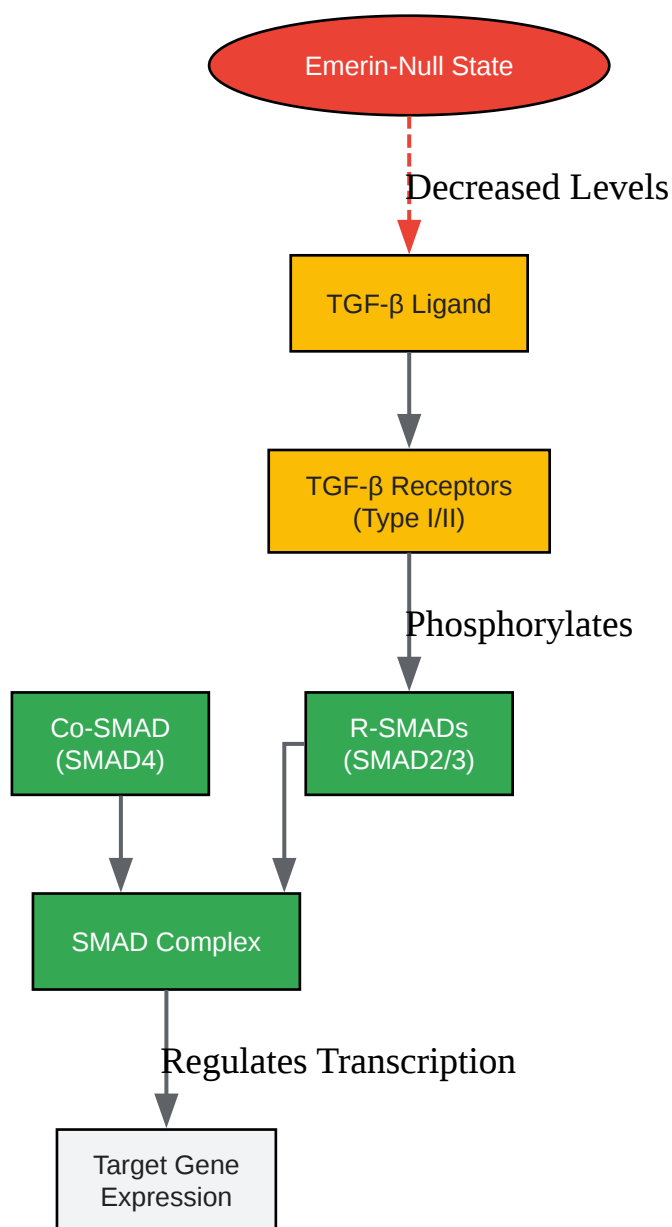 Emerin-Null State
Decreased Levels
TGF-β Ligand
TGF-β Receptors
(Type I/II)
Phosphorylates
Co-SMAD
(SMAD4)
R-SMADs
(SMAD2/3)
SMAD Complex
Regulates Transcription
Target Gene
Expression